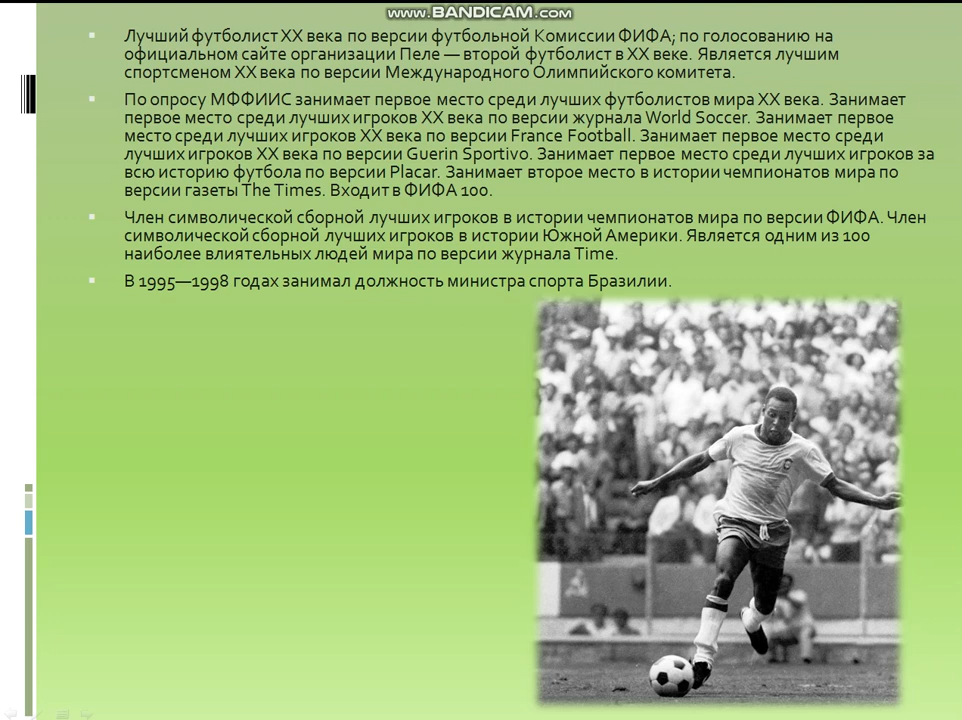 www.BANDICAM.com
Лучший футболист XX века по версии футбольной Комиссии ФИФА; по голосованию на
официальном сайте организации Пеле — второй футболист в XX веке. Является лучшим
спортсменом XX века по версии Международного Олимпийского комитета.
По опросу МФФИИС занимает первое место среди лучших футболистов мира XX века. Занимает
первое место среди лучших игроков XX века по версии журнала World Soccer. Занимает первое
место среди лучших игроков XX века по версии France Football. Занимает первое место среди
лучших игроков XX века по версии Guerin Sportivo. Занимает первое место среди лучших игроков за
всю историю футбола по версии Placar. Занимает второе место в истории чемпионатов мира по
версии газеты The Times. Входит в ФИФА 100.
Член символической сборной лучших игроков в истории чемпионатов мира по версии ФИФА. Член
символической сборной лучших игроков в истории Южной Америки. Является одним из 100
наиболее влиятельных людей мира по версии журнала Time.
В 1995—1998 годах занимал должность министра спорта Бразилии.